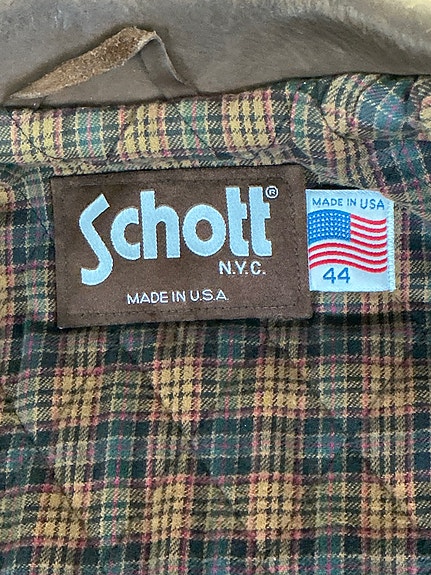 Schott®
N.Y.C.
MADE IN U.S.A.
MADE IN USA
44